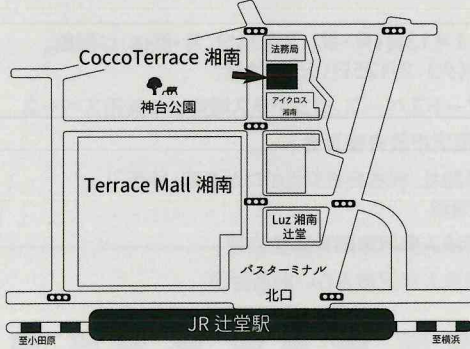 法務局
CoccoTerrace 湘南
アイクロス
湘南
神台公園
Terrace Mall 湘南
Luz 湘南
辻堂
バスターミナル
北口
JR 辻堂駅
至小田原
至横浜